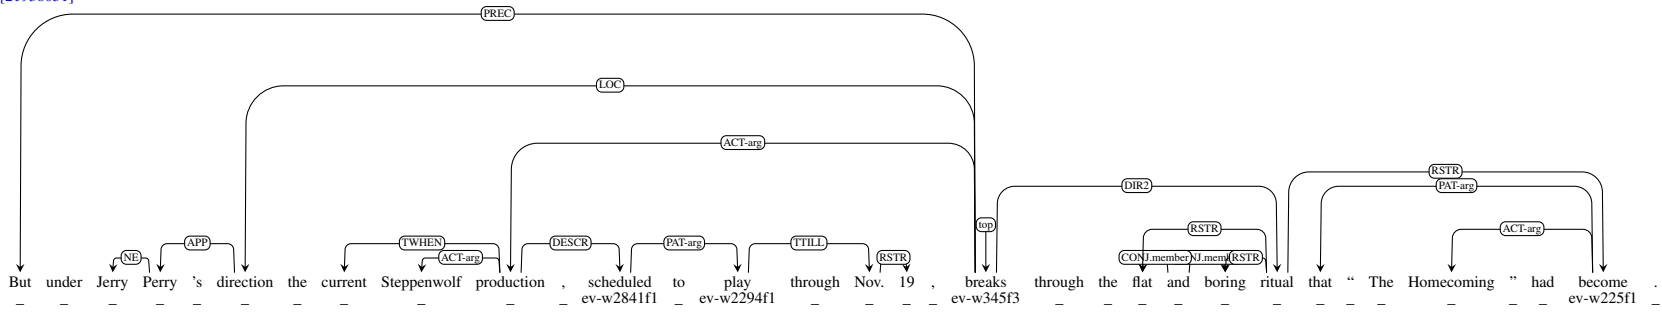 PREC
LOC
ACT-arg
RSTR
DIR2 PAT-arg
top
APP TWHEN DESCR PAT-arg TTILL RSTR ACT-arg
NE ACT-arg RSTR RSTR
But under Jerry Perry 's direction the current Steppenwolf production , scheduled to play through Nov. 19 , breaks through the flat and boring ritual that “ The Homecoming ” had become .
_ _ _ _ _ _ _ _ _ _ _ ev-w2841f1 _ ev-w2294f1 _ _ _ _ ev-w345f3 _ _ _ _ _ _ _ _ _ _ _ _ ev-w225f1 _